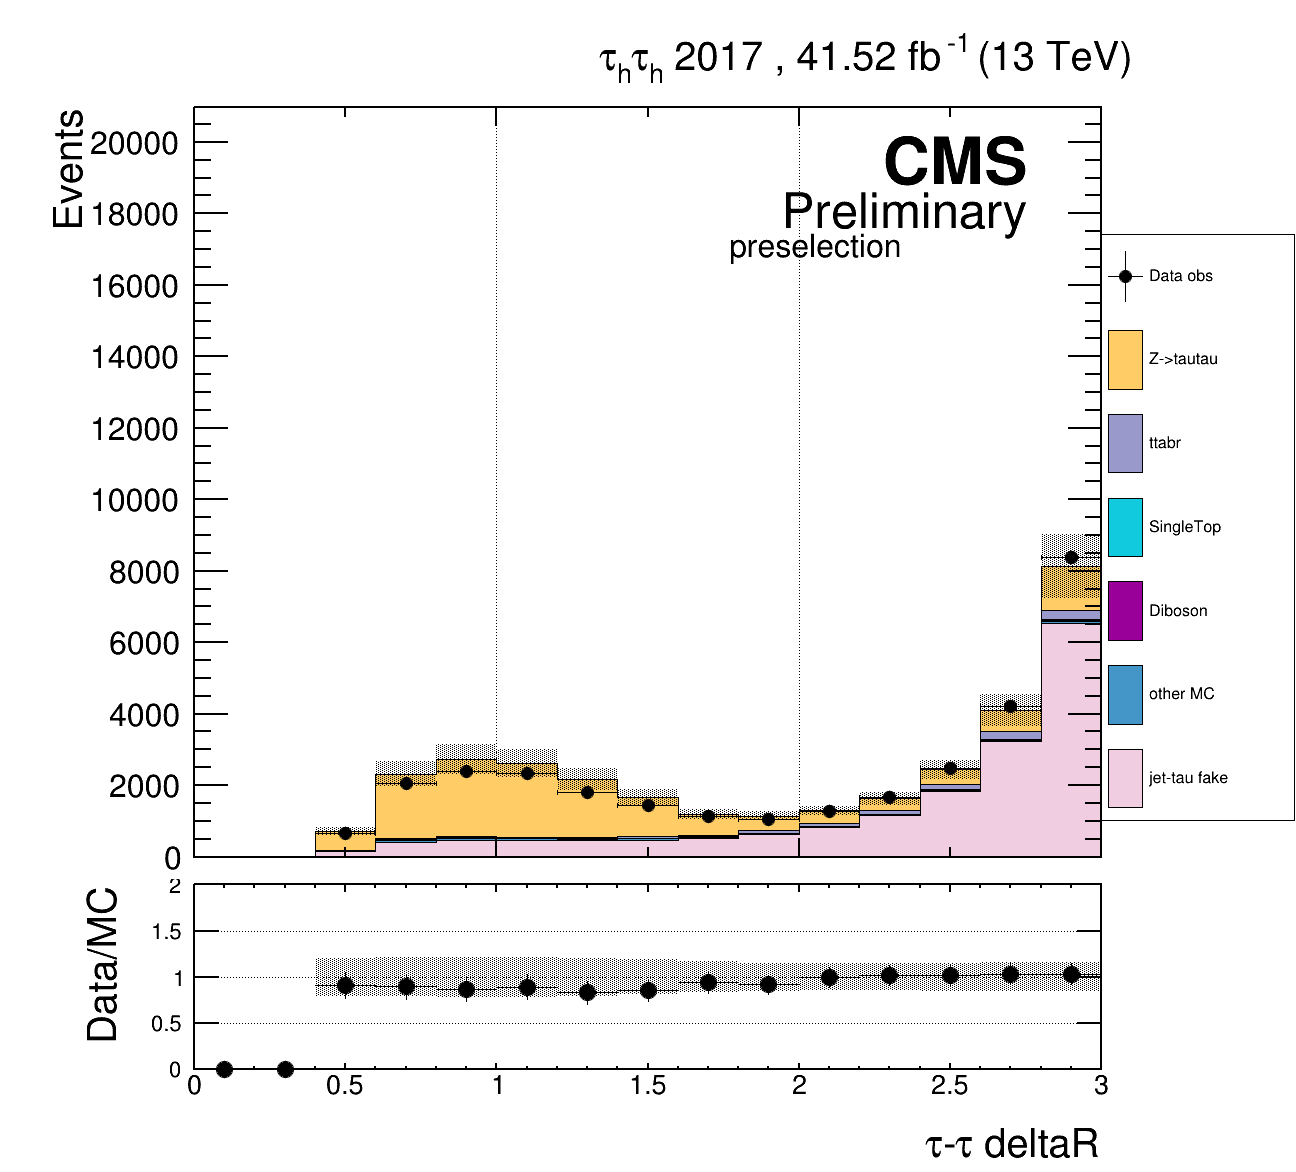 τhτh 2017 , 41.52 fb-1 (13 TeV)
Events
20000
18000
16000
14000
12000
10000
8000
6000
4000
2000
0
CMS
Preliminary
preselection
Data obs
Z->tautau
ttabr
SingleTop
Diboson
other MC
jet-tau fake
Data/MC
2
1.5
1
0.5
0
0 0.5 1 1.5 2 2.5 3
τ-τ deltaR